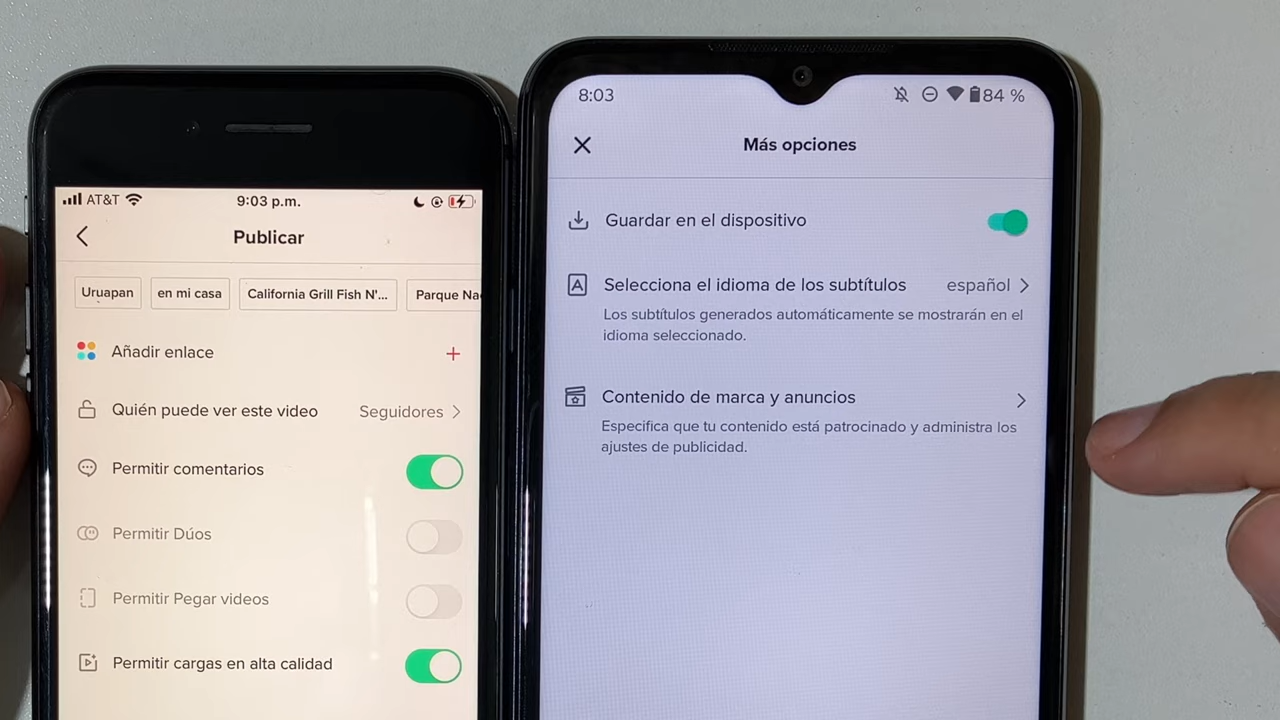 AT&T
9:03 p.m.
Publicar
Uruapan
en mi casa
California Grill Fish N'...
Parque Na
Añadir enlace
Quién puede ver este video
Seguidores
Permitir comentarios
Permitir Dúos
Permitir Pegar videos
Permitir cargas en alta calidad
8:03
84 %
Más opciones
Guardar en el dispositivo
Selecciona el idioma de los subtítulos
español
Los subtítulos generados automáticamente se mostrarán en el
idioma seleccionado.
Contenido de marca y anuncios
Especifica que tu contenido está patrocinado y administra los
ajustes de publicidad.